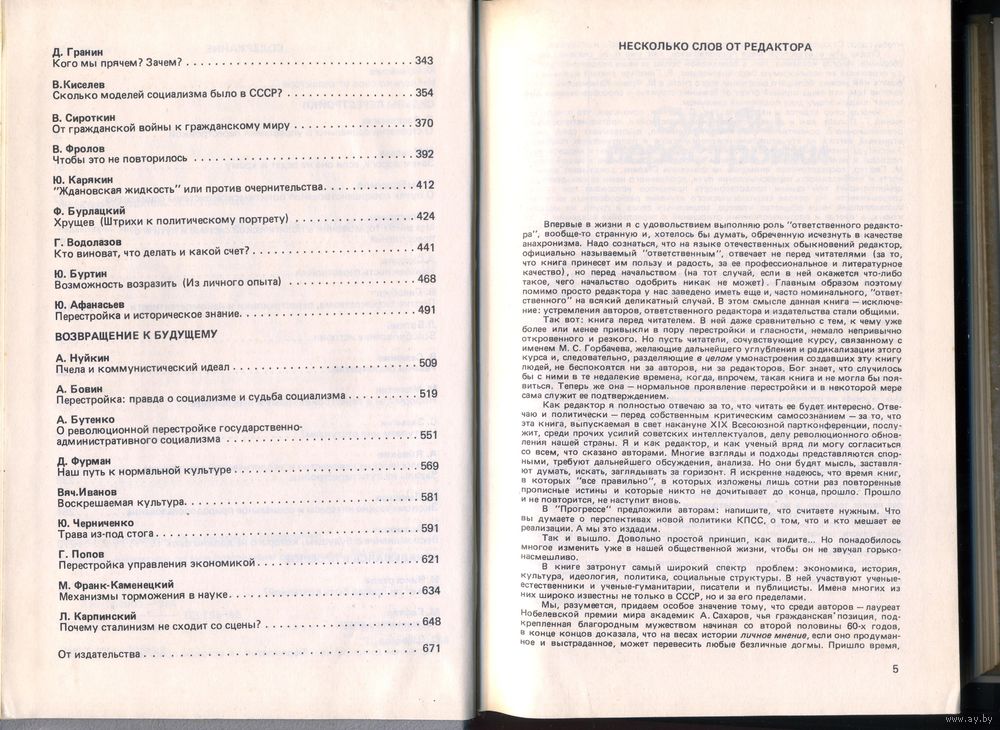 Д. Гранин
Кого мы прячем? Зачем? . . . . . . . . . . . . . . . . . . . . . . . . . . 343
В.Киселев
Сколько моделей социализма было в СССР? . . . . . . . . . . . . . . 354
В. Сироткин
От гражданской войны к гражданскому миру . . . . . . . . . . . . . . 370
В. Фролов
Чтобы это не повторилось . . . . . . . . . . . . . . . . . . . . . . . . . 392
Ю. Карякин
"Ждановская жидкость" или против очернительства. . . . . . . . . . 412
Ф. Бурлацкий
Хрущев (Штрихи к политическому портрету) . . . . . . . . . . . . . 424
Г. Водолазов
Кто виноват, что делать и какой счет? . . . . . . . . . . . . . . . . . . 441
Ю. Буртин
Возможность возразить (Из личного опыта) . . . . . . . . . . . . . . 468
Ю. Афанасьев
Перестройка и историческое знание. . . . . . . . . . . . . . . . . . . . 491
ВОЗВРАЩЕНИЕ К БУДУЩЕМУ
А. Нуйкин
Пчела и коммунистический идеал . . . . . . . . . . . . . . . . . . . . . 509
А. Бовин
Перестройка: правда о социализме и судьба социализма . . . . . . . . 519
А. Бутенко
О революционной перестройке государственно-
административного социализма . . . . . . . . . . . . . . . . . . . . . . 551
Д. Фурман
Наш путь к нормальной культуре . . . . . . . . . . . . . . . . . . . . . 569
Вяч.Иванов
Воскрешаемая культура. . . . . . . . . . . . . . . . . . . . . . . . . . . 581
Ю. Черниченко
Трава из-под стога . . . . . . . . . . . . . . . . . . . . . . . . . . . . . . 591
Г. Попов
Перестройка управления экономикой . . . . . . . . . . . . . . . . . . . 621
М. Франк-Каменецкий
Механизмы торможения в науке. . . . . . . . . . . . . . . . . . . . . . . 634
Л. Карпинский
Почему сталинизм не сходит со сцены? . . . . . . . . . . . . . . . . . . 648
От издательства . . . . . . . . . . . . . . . . . . . . . . . . . . . . . . . 671
НЕСКОЛЬКО СЛОВ ОТ РЕДАКТОРА
Впервые в жизни я с удовольствием выполняю роль "ответственного редакто-
ра", вообще-то странную и, хотелось бы думать, обреченную исчезнуть в качестве
анахронизма. Надо сознаться, что на языке отечественных обыкновений редактор,
официально называемый "ответственным", отвечает не перед читателями (за то,
что книга принесет им пользу и радость, за ее профессиональное и литературное
качество), но перед начальством (на тот случай, если в ней окажется что-либо
такое, чего начальство одобрить никак не может). Главным образом поэтому
помимо просто редактора у нас заведено иметь еще и, часто номинального, "ответ-
ственного" на всякий деликатный случай. В этом смысле данная книга — исключе-
ние: устремления авторов, ответственного редактора и издательства стали общими.
Так вот: книга перед читателем. В ней даже сравнительно с тем, к чему уже
более или менее привыкли в пору перестройки и гласности, немало непривычно
откровенного и резкого. Но пусть читатели, сочувствующие курсу, связанному с
именем М. С. Горбачева, желающие дальнейшего углубления и радикализации этого
курса и, следовательно, разделяющие в целом умонастроения создавших эту книгу
людей, не беспокоятся ни за авторов, ни за редакторов. Бог знает, что случилось
бы с ними в те недалекие времена, когда, впрочем, такая книга и не могла бы поя-
виться. Теперь же она — нормальное проявление перестройки и в некоторой мере
сама служит ее подтверждением.
Как редактор я полностью отвечаю за то, что читать ее будет интересно. Отве-
чаю и политически — перед собственным критическим самосознанием — за то, что
эта книга, выпускаемая в свет накануне XIX Всесоюзной партконференции, послу-
жит, среди прочих усилий советских интеллектуалов, делу революционного обнов-
ления нашей страны. Я и как редактор, и как ученый вряд ли могу согласиться
со всем, что сказано авторами. Многие взгляды и подходы представляются спор-
ными, требуют дальнейшего обсуждения, анализа. Но они будят мысль, заставля-
ют думать, искать, заглядывать за горизонт. Я искренне надеюсь, что время книг,
в которых "все правильно", в которых изложены лишь сотни раз повторенные
прописные истины и которые никто не дочитывает до конца, прошло. Прошло
и не повторится, не наступит вновь.
В "Прогрессе" предложили авторам: напишите, что считаете нужным. Что
вы думаете о перспективах новой политики КПСС, о том, что и кто мешает ее
реализации. А мы это издадим.
Так и вышло. Довольно простой принцип, как видите... Но понадобилось
многое изменить уже в нашей общественной жизни, чтобы он не звучал горько-
насмешливо.
В книге затронут самый широкий спектр проблем: экономика, история,
культура, идеология, политика, социальные структуры. В ней участвуют ученые-
естественники и ученые-гуманитарии, писатели и публицисты. Имена многих из
них широко известны не только в СССР, но и за его пределами.
Мы, разумеется, придаем особое значение тому, что среди авторов — лауреат
Нобелевской премии мира академик А. Сахаров, чья гражданская позиция, под-
крепленная благородным мужеством начиная со второй половины 60-х годов,
в конце концов доказала, что на весах истории личное мнение, если оно продуман-
ное и выстраданное, может перевесить любые безличные догмы. Пришло время,
5
www.ay.by